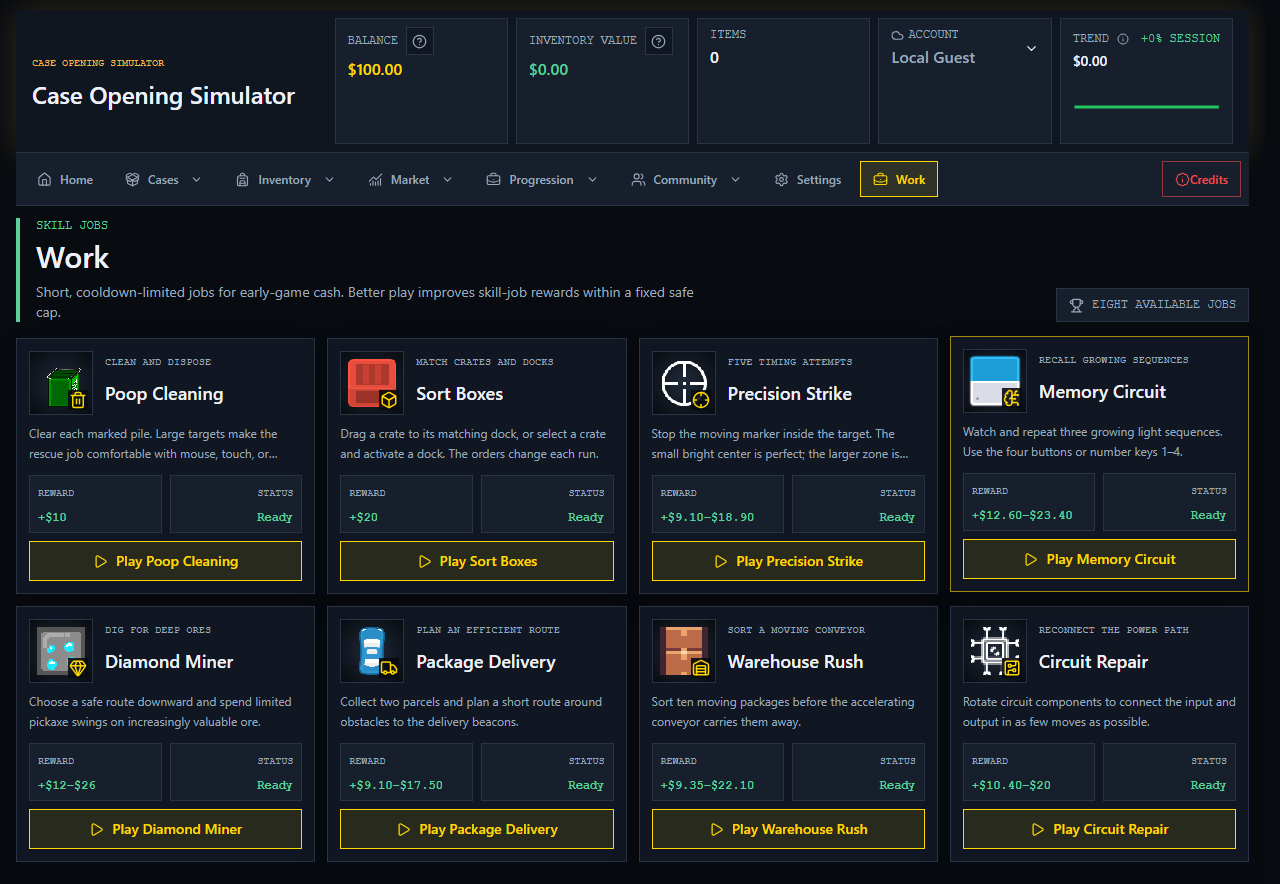 CASE OPENING SIMULATOR
Case Opening Simulator
BALANCE
$100.00
INVENTORY VALUE
$0.00
ITEMS
0
ACCOUNT
Local Guest
TREND +0% SESSION
$0.00
Home Cases Inventory Market Progression Community Settings Work Credits
SKILL JOBS
Work
Short, cooldown-limited jobs for early-game cash. Better play improves skill-job rewards within a fixed safe
cap.
EIGHT AVAILABLE JOBS
CLEAN AND DISPOSE
Poop Cleaning
Clear each marked pile. Large targets make the
rescue job comfortable with mouse, touch, or...
REWARD STATUS
+$10 Ready
Play Poop Cleaning
MATCH CRATES AND DOCKS
Sort Boxes
Drag a crate to its matching dock, or select a crate
and activate a dock. The orders change each run.
REWARD STATUS
+$20 Ready
Play Sort Boxes
FIVE TIMING ATTEMPTS
Precision Strike
Stop the moving marker inside the target. The
small bright center is perfect; the larger zone is...
REWARD STATUS
+$9.10–$18.90 Ready
Play Precision Strike
RECALL GROWING SEQUENCES
Memory Circuit
Watch and repeat three growing light sequences.
Use the four buttons or number keys 1–4.
REWARD STATUS
+$12.60–$23.40 Ready
Play Memory Circuit
DIG FOR DEEP ORES
Diamond Miner
Choose a safe route downward and spend limited
pickaxe swings on increasingly valuable ore.
REWARD STATUS
+$12–$26 Ready
Play Diamond Miner
PLAN AN EFFICIENT ROUTE
Package Delivery
Collect two parcels and plan a short route around
obstacles to the delivery beacons.
REWARD STATUS
+$9.10–$17.50 Ready
Play Package Delivery
SORT A MOVING CONVEYOR
Warehouse Rush
Sort ten moving packages before the accelerating
conveyor carries them away.
REWARD STATUS
+$9.35–$22.10 Ready
Play Warehouse Rush
RECONNECT THE POWER PATH
Circuit Repair
Rotate circuit components to connect the input and
output in as few moves as possible.
REWARD STATUS
+$10.40–$20 Ready
Play Circuit Repair